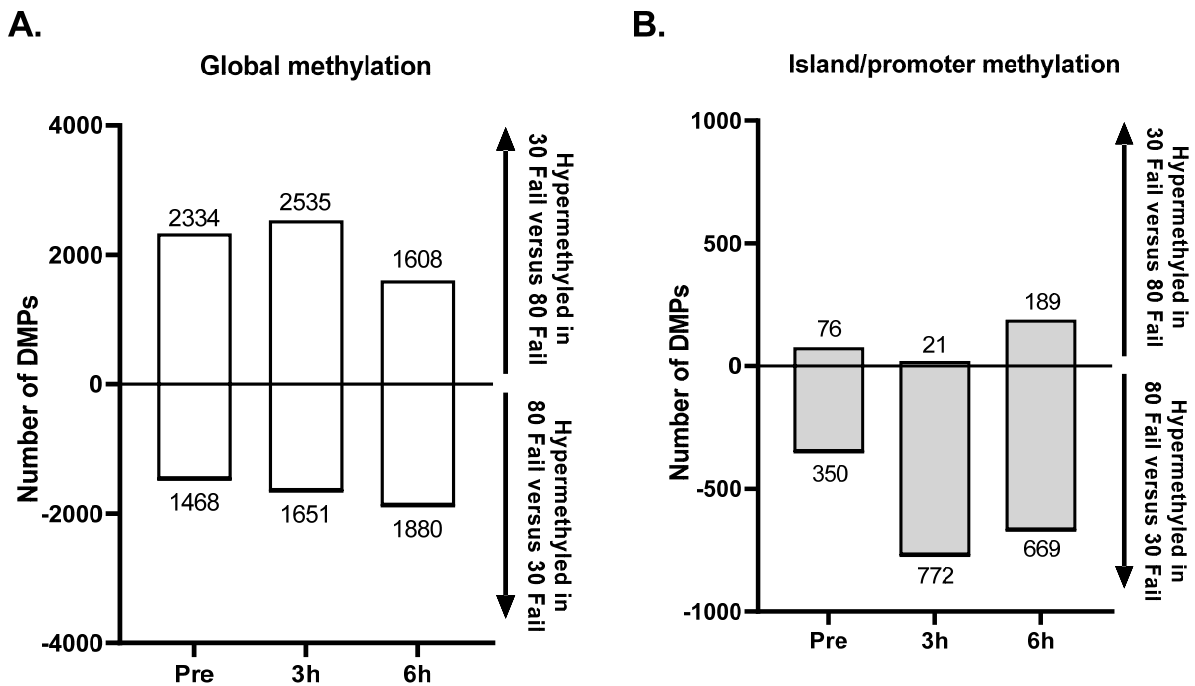 A.
Global methylation
Number of DMPs
4000
2000
0
-2000
-4000
2334
2535
1608
1468
1651
1880
Pre
3h
6h
Hypermethyled in
30 Fail versus 80 Fail
Hypermethyled in
80 Fail versus 30 Fail
B.
Island/promoter methylation
Number of DMPs
1000
500
0
-500
-1000
76
21
189
350
772
669
Pre
3h
6h
Hypermethyled in
30 Fail versus 80 Fail
Hypermethyled in
80 Fail versus 30 Fail